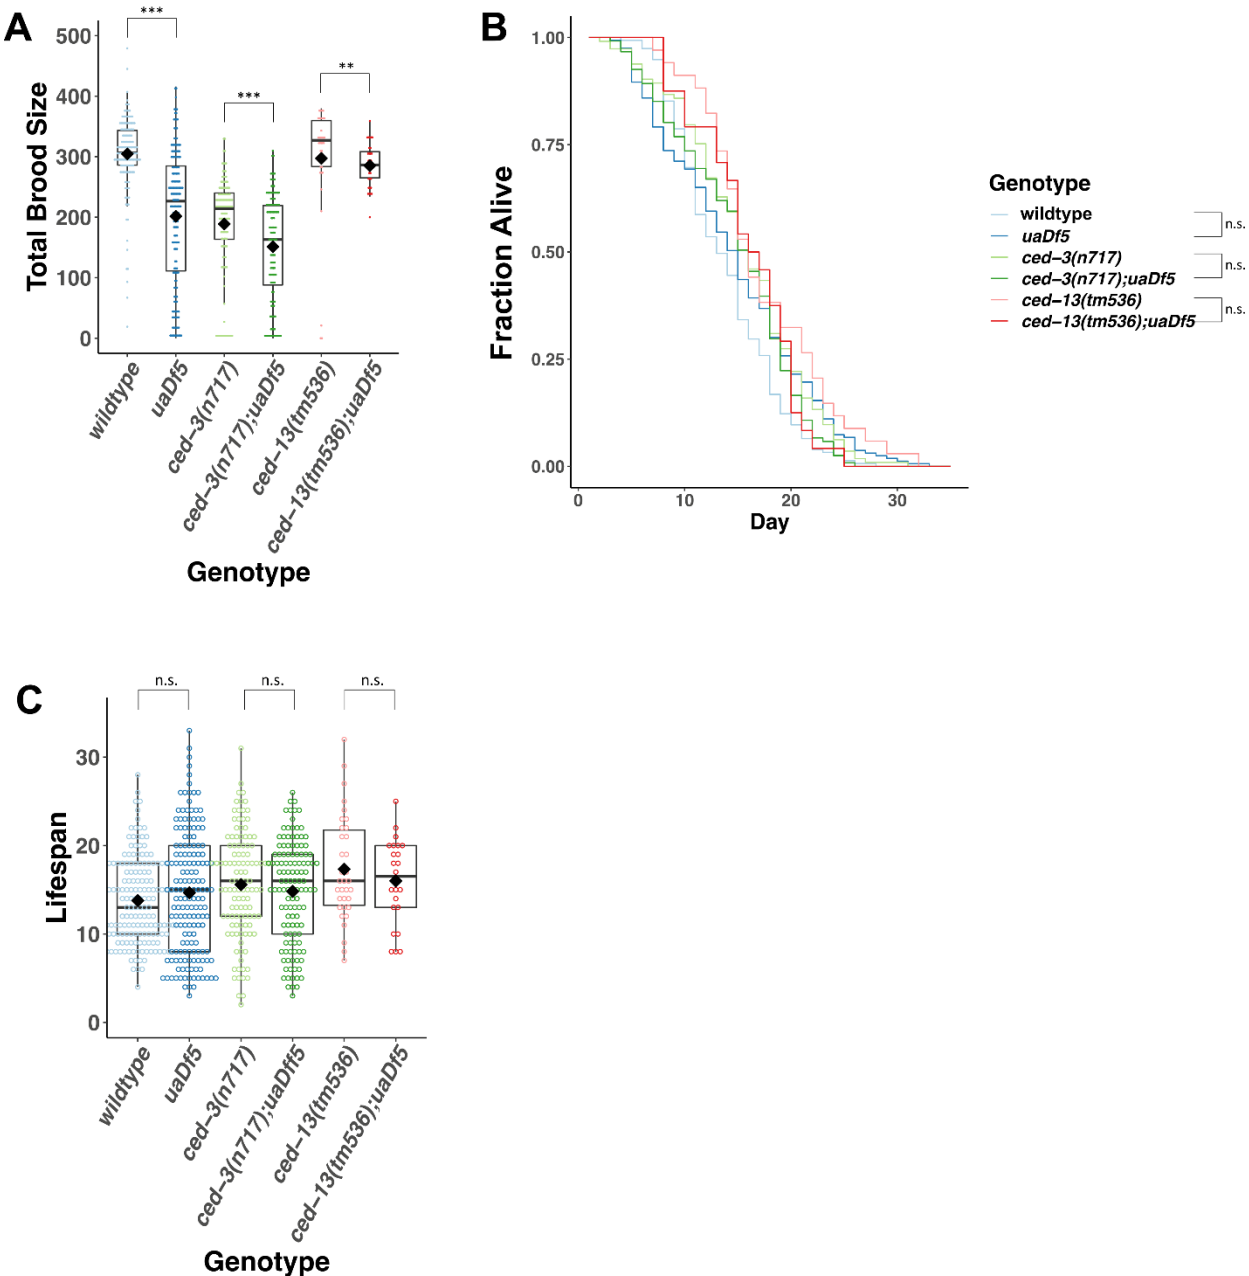 A
***
***
**
Total Brood Size
500
400
300
200
100
0
wildtype
uaDf5
ced-3(n717)
ced-3(n717);uaDf5
ced-13(tm536)
ced-13(tm536);uaDf5
Genotype
B
Fraction Alive
1.00
0.75
0.50
0.25
0.00
0
10
20
30
Day
Genotype
wildtype
uaDf5
ced-3(n717)
ced-3(n717);uaDf5
ced-13(tm536)
ced-13(tm536);uaDf5
n.s.
n.s.
n.s.
C
n.s.
n.s.
n.s.
Lifespan
30
20
10
0
wildtype
uaDf5
ced-3(n717)
ced-3(n717);uaDff5
ced-13(tm536)
ced-13(tm536);uaDf5
Genotype